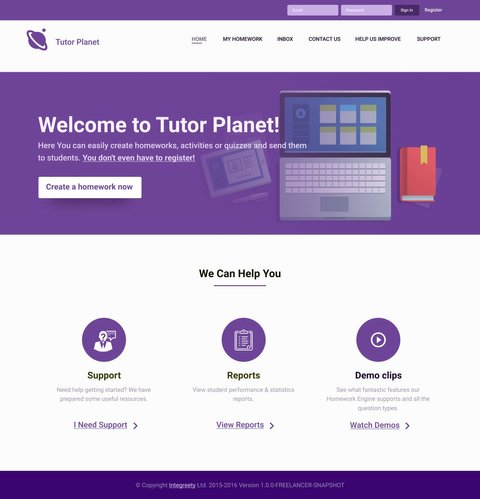 Email
Password
Sign in
Register
Tutor Planet
HOME
MY HOMEWORK
INBOX
CONTACT US
HELP US IMPROVE
SUPPORT
Welcome to Tutor Planet!
Here You can easily create homeworks, activities or quizzes and send them
to students. You don't even have to register!
Create a homework now
We Can Help You
Support
Need help getting started? We have
prepared some useful resources.
I Need Support
Reports
View student performance & statistics
reports.
View Reports
Demo clips
See what fantastic features our
Homework Engine supports and all the
question types.
Watch Demos
© Copyright Integreety Ltd. 2015-2016 Version 1.0.0-FREELANCER-SNAPSHOT